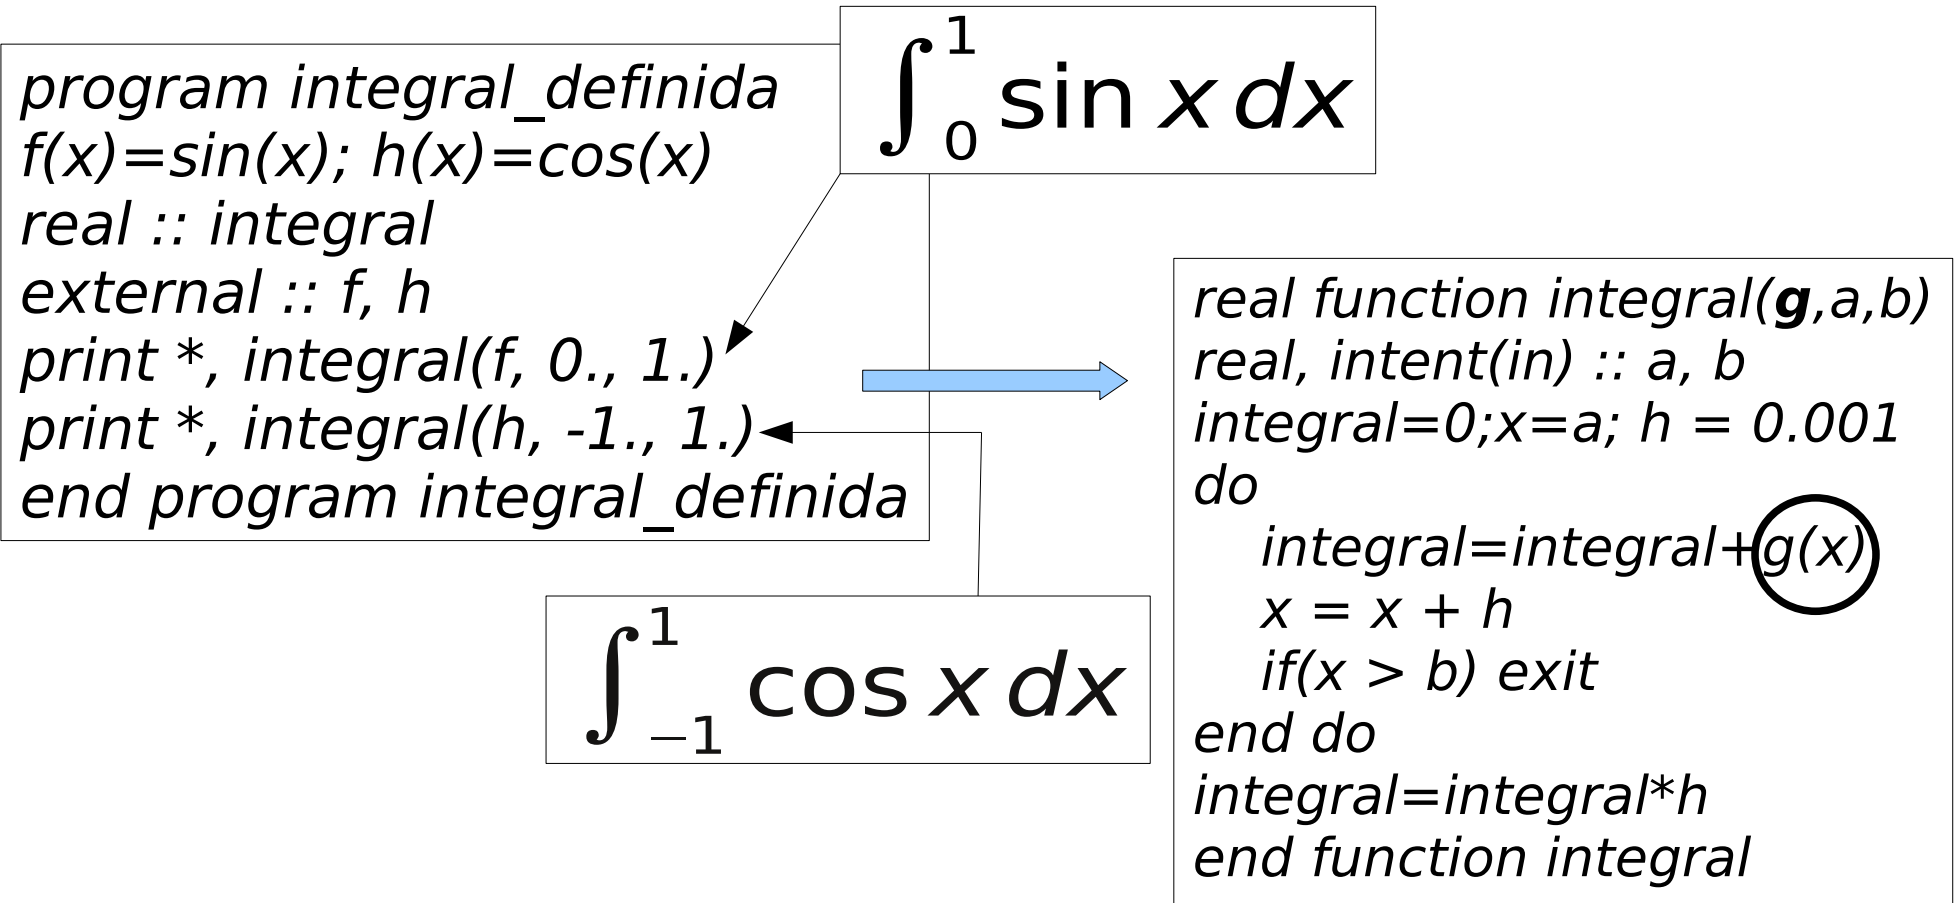 program integral_definida
f(x)=sin(x); h(x)=cos(x)
real :: integral
external :: f, h
print *, integral(f, 0., 1.)
print *, integral(h, -1., 1.)
end program integral_definida
∫₀¹ sin x dx
∫₋₁¹ cos x dx
real function integral(g,a,b)
real, intent(in) :: a, b
integral=0;x=a; h = 0.001
do
integral=integral+g(x)
x = x + h
if(x > b) exit
end do
integral=integral*h
end function integral